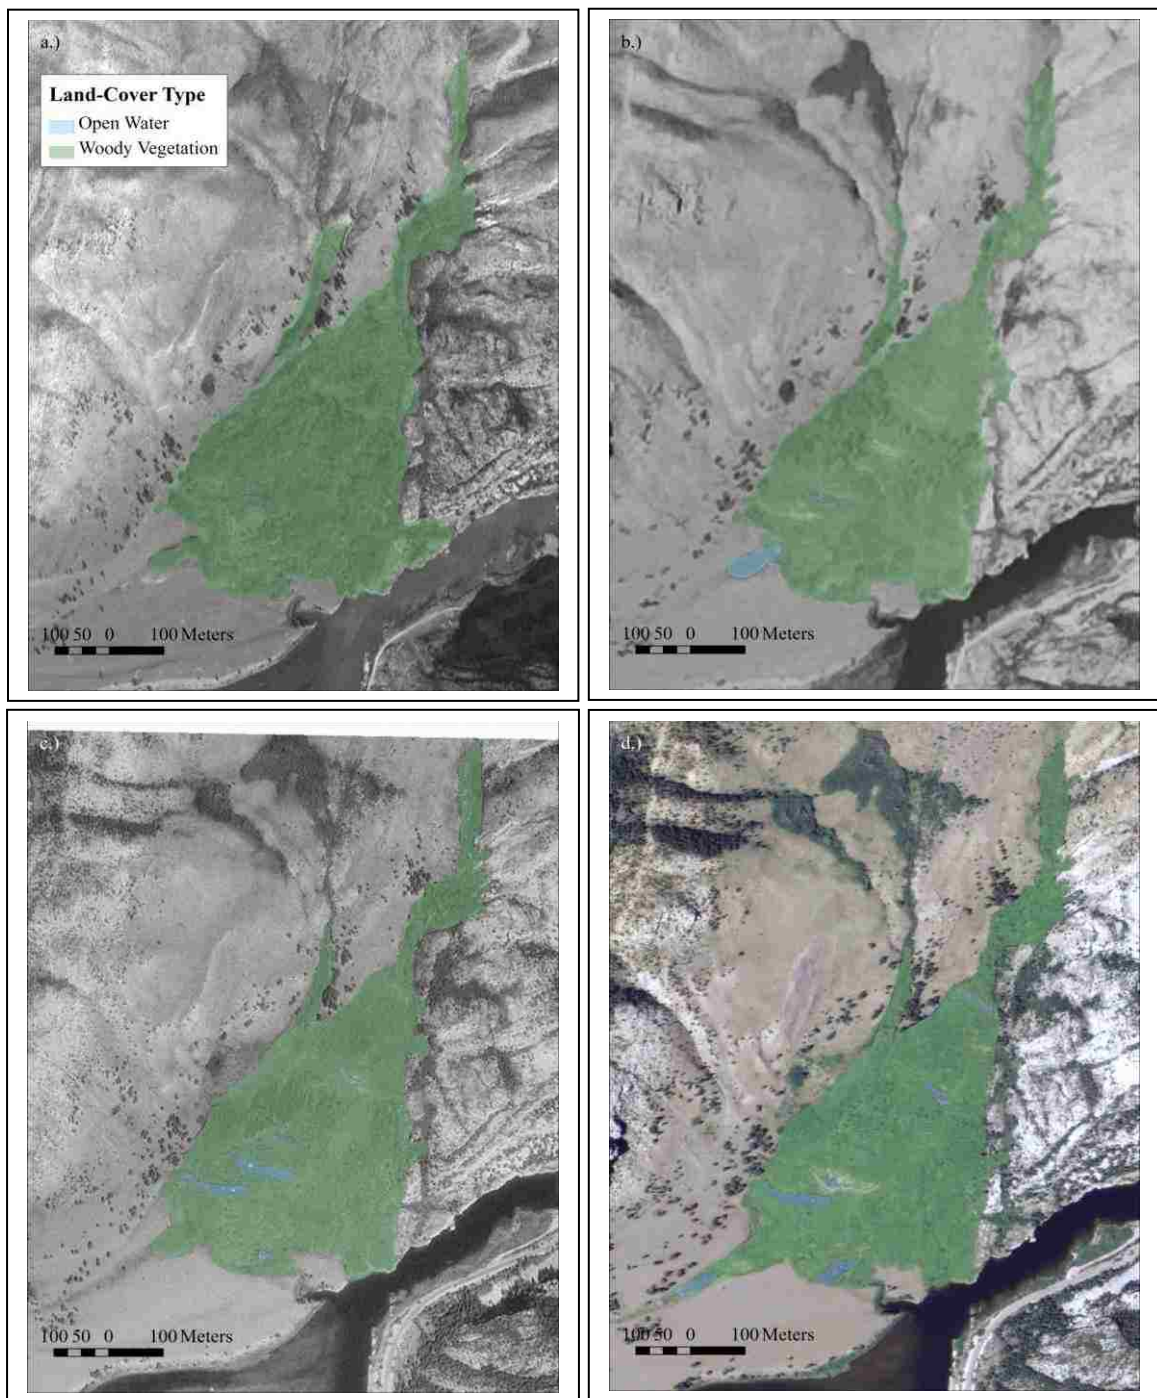 a.)
Land-Cover Type
Open Water
Woody Vegetation
100 50 0 100 Meters
b.)
100 50 0 100 Meters
c.)
100 50 0 100 Meters
d.)
100 50 0 100 Meters